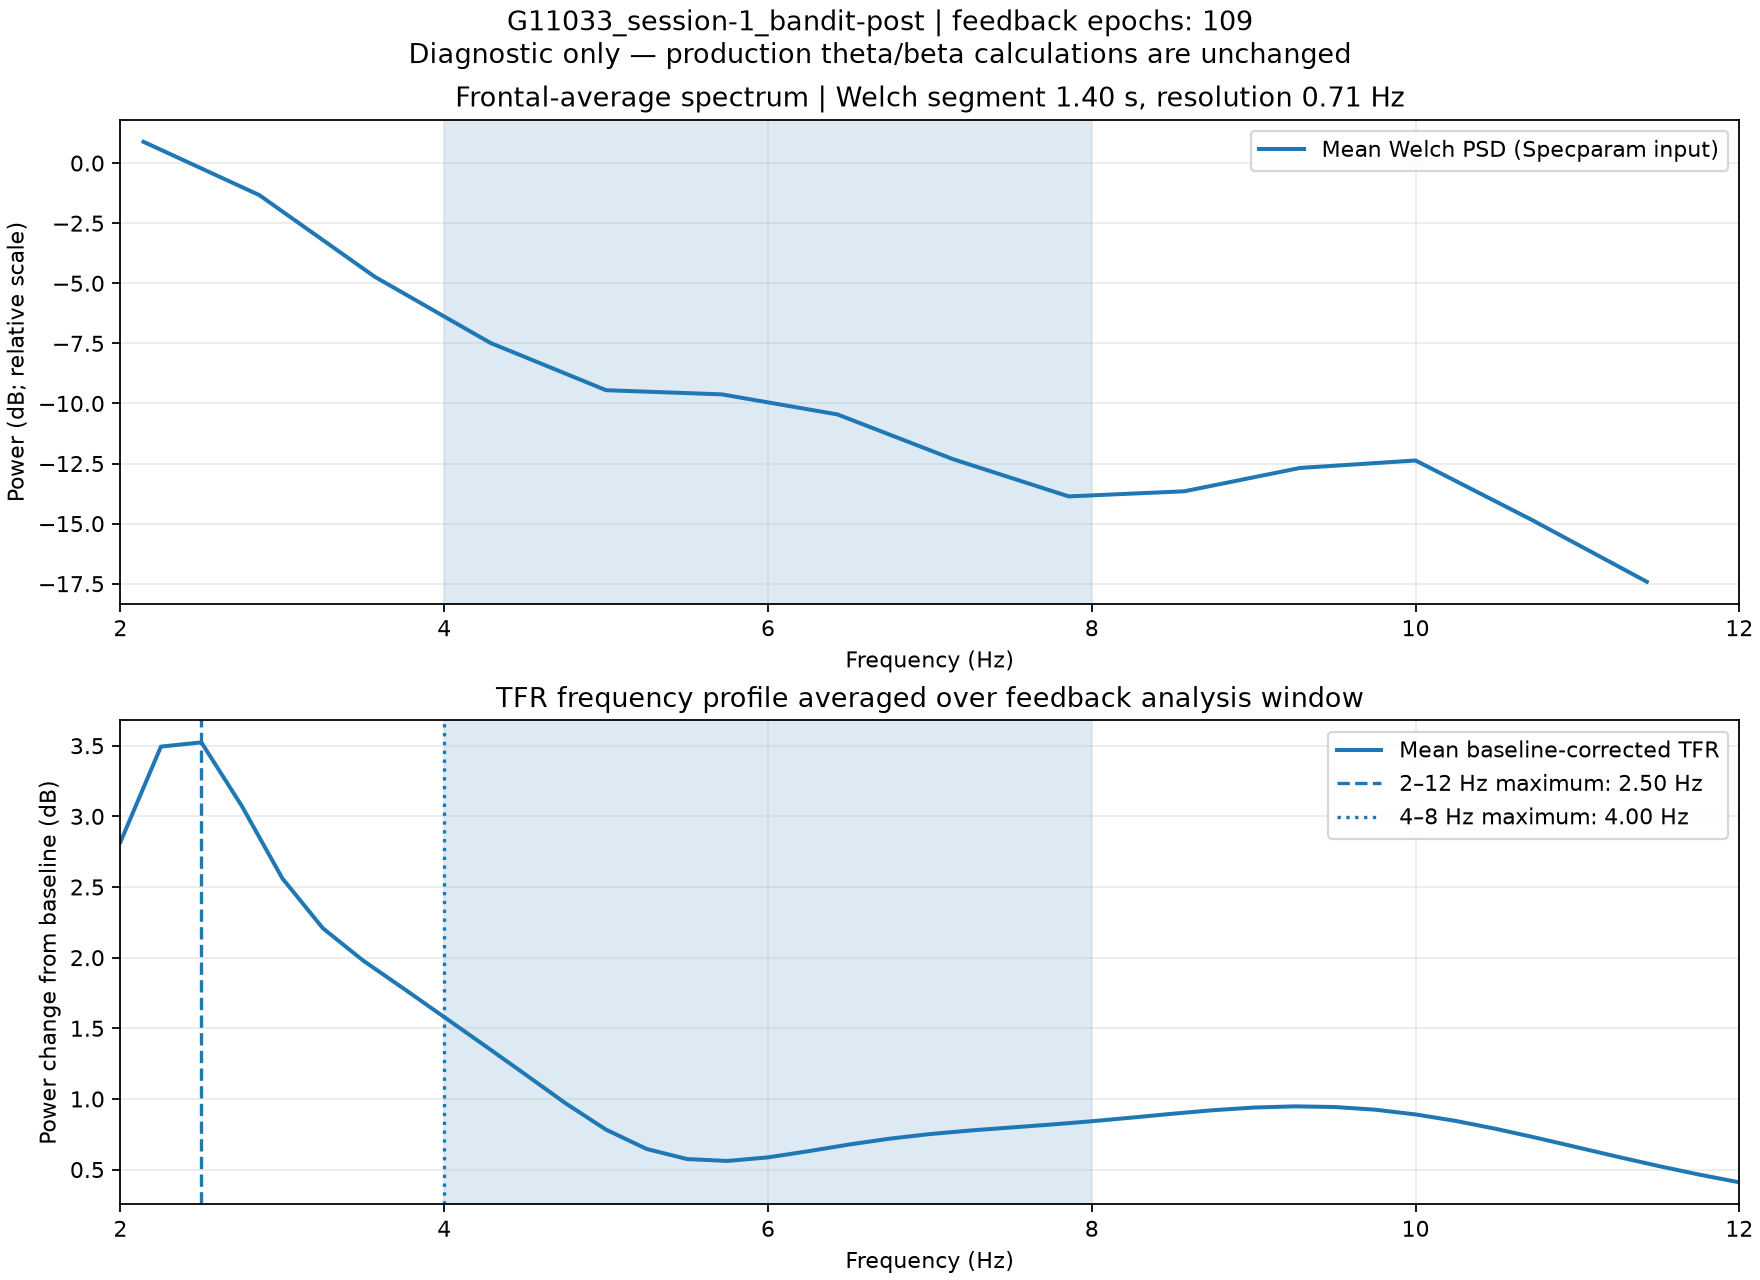 G11033_session-1_bandit-post | feedback epochs: 109
Diagnostic only — production theta/beta calculations are unchanged
Frontal-average spectrum | Welch segment 1.40 s, resolution 0.71 Hz
Power (dB; relative scale)
0.0
−2.5
−5.0
−7.5
−10.0
−12.5
−15.0
−17.5
Mean Welch PSD (Specparam input)
2 4 6 8 10 12
Frequency (Hz)
TFR frequency profile averaged over feedback analysis window
Power change from baseline (dB)
3.5
3.0
2.5
2.0
1.5
1.0
0.5
Mean baseline-corrected TFR
2–12 Hz maximum: 2.50 Hz
4–8 Hz maximum: 4.00 Hz
2 4 6 8 10 12
Frequency (Hz)